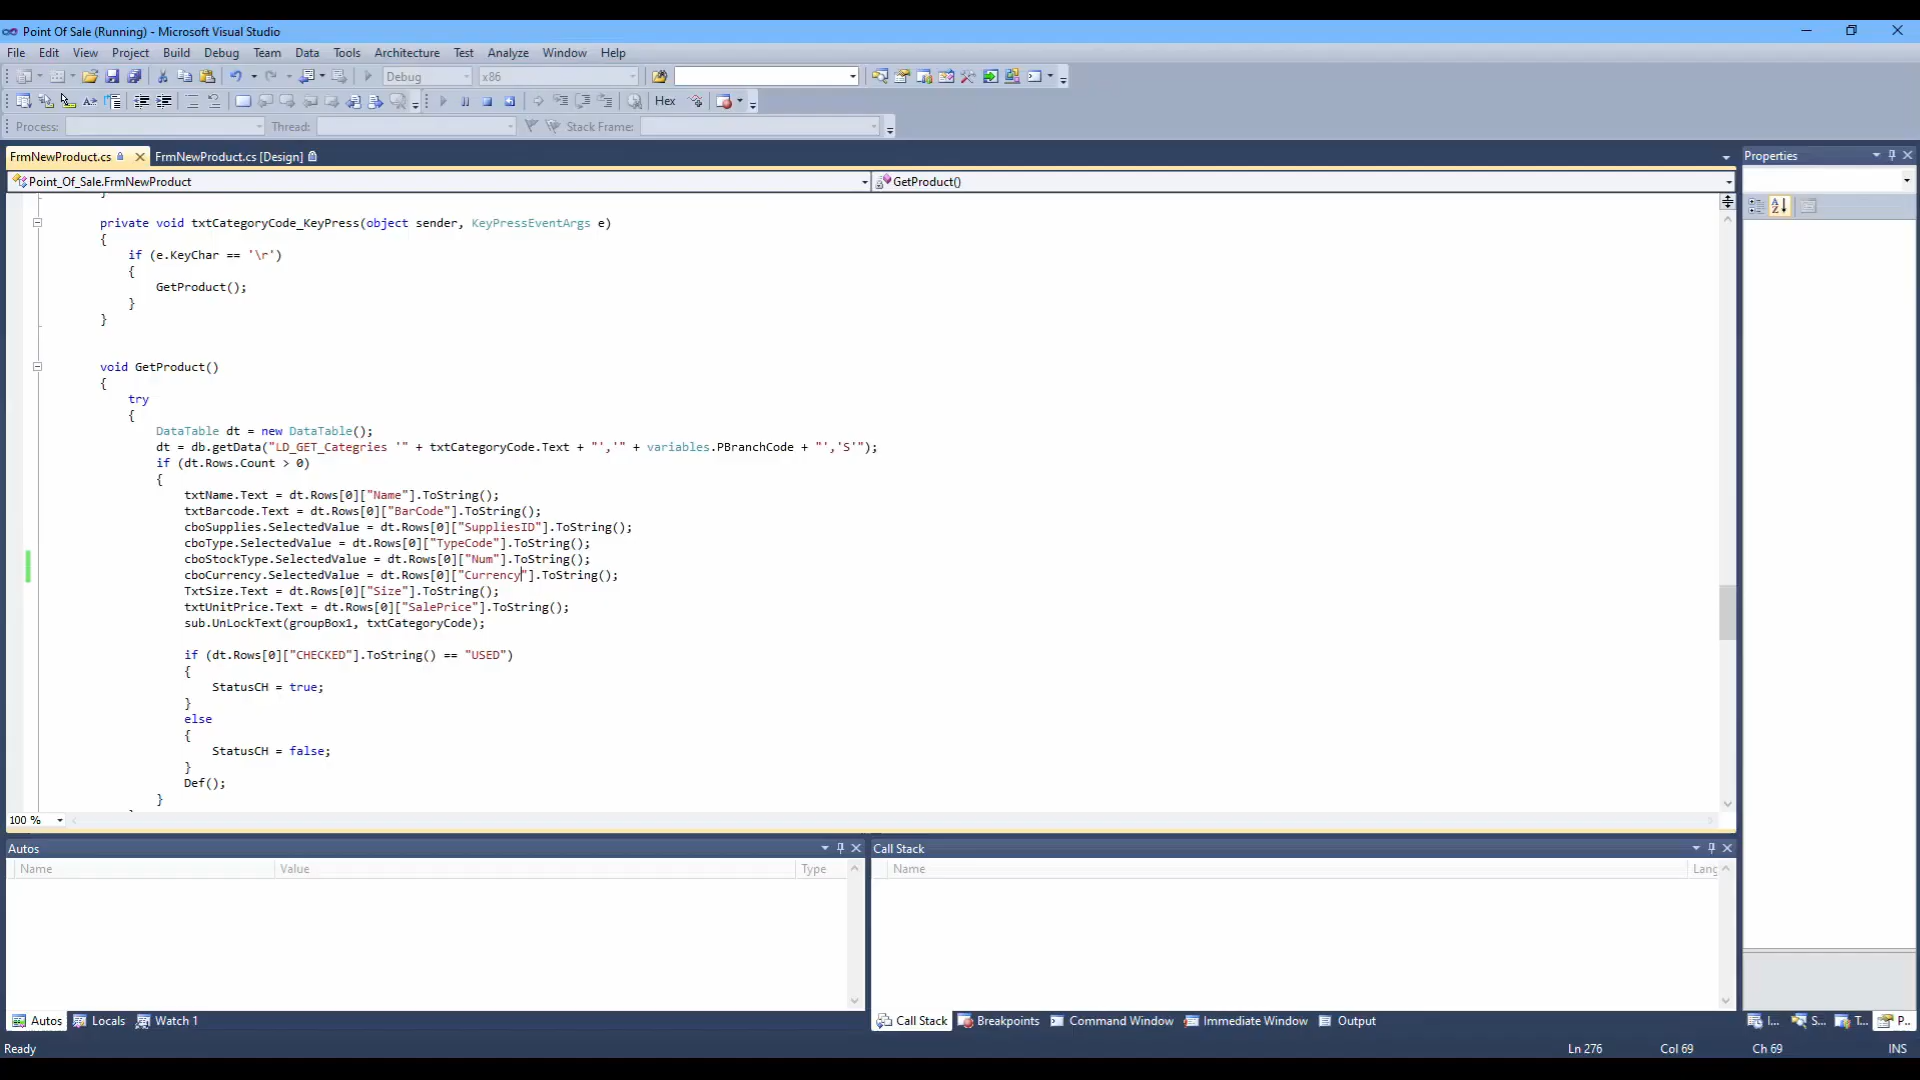 Point Of Sale (Running) - Microsoft Visual Studio
File Edit View Project Build Debug Team Data Tools Architecture Test Analyze Window Help
Debug x86
Hex
Process: Thread: Stack Frame:
FrmNewProduct.cs FrmNewProduct.cs [Design]
Properties
Point_Of_Sale.FrmNewProduct GetProduct()
private void txtCategoryCode_KeyPress(object sender, KeyPressEventArgs e)
{
if (e.KeyChar == '\r')
{
GetProduct();
}
}
void GetProduct()
{
try
{
DataTable dt = new DataTable();
dt = db.getData("LD_GET_Categries '" + txtCategoryCode.Text + "','" + variables.PBranchCode + "','S'");
if (dt.Rows.Count > 0)
{
txtName.Text = dt.Rows[0]["Name"].ToString();
txtBarcode.Text = dt.Rows[0]["BarCode"].ToString();
cboSupplies.SelectedValue = dt.Rows[0]["SuppliesID"].ToString();
cboType.SelectedValue = dt.Rows[0]["TypeCode"].ToString();
cboStockType.SelectedValue = dt.Rows[0]["Num"].ToString();
cboCurrency.SelectedValue = dt.Rows[0]["Currency"].ToString();
TxtSize.Text = dt.Rows[0]["Size"].ToString();
txtUnitPrice.Text = dt.Rows[0]["SalePrice"].ToString();
sub.UnLockText(groupBox1, txtCategoryCode);
if (dt.Rows[0]["CHECKED"].ToString() == "USED")
{
StatusCH = true;
}
else
{
StatusCH = false;
}
Def();
}
100 %
Autos
Name Value Type
Call Stack
Name Lang
Autos Locals Watch 1
Call Stack Breakpoints Command Window Immediate Window Output
I... S... T... P..
Ready Ln 276 Col 69 Ch 69 INS